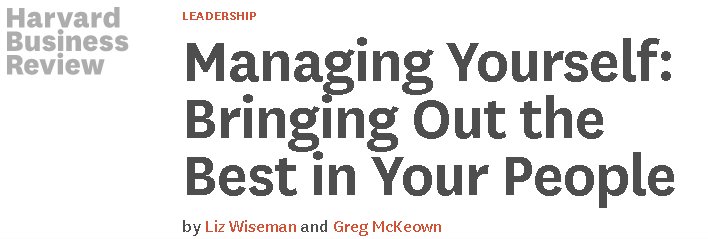 Harvard
Business
Review
LEADERSHIP
Managing Yourself:
Bringing Out the
Best in Your People
by Liz Wiseman and Greg McKeown